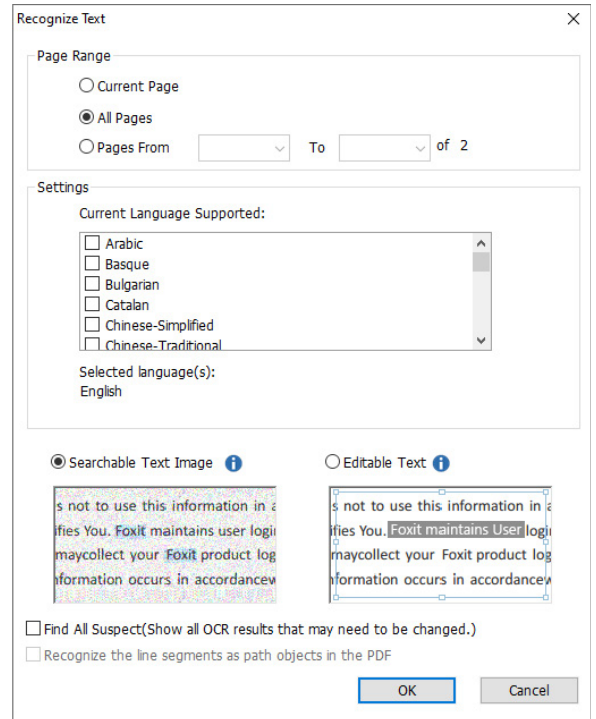 Recognize Text
Page Range
Current Page
All Pages
Pages From To of 2
Settings
Current Language Supported:
Arabic
Basque
Bulgarian
Catalan
Chinese-Simplified
Chinese-Traditional
Selected language(s):
English
Searchable Text Image
Editable Text
s not to use this information in
ifies You. Foxit maintains user logi
maycollect your Foxit product log
formation occurs in accordancew
s not to use this information in
ifies You. Foxit maintains User logi
maycollect your Foxit product log
formation occurs in accordancew
Find All Suspect(Show all OCR results that may need to be changed.)
Recognize the line segments as path objects in the PDF
OK Cancel